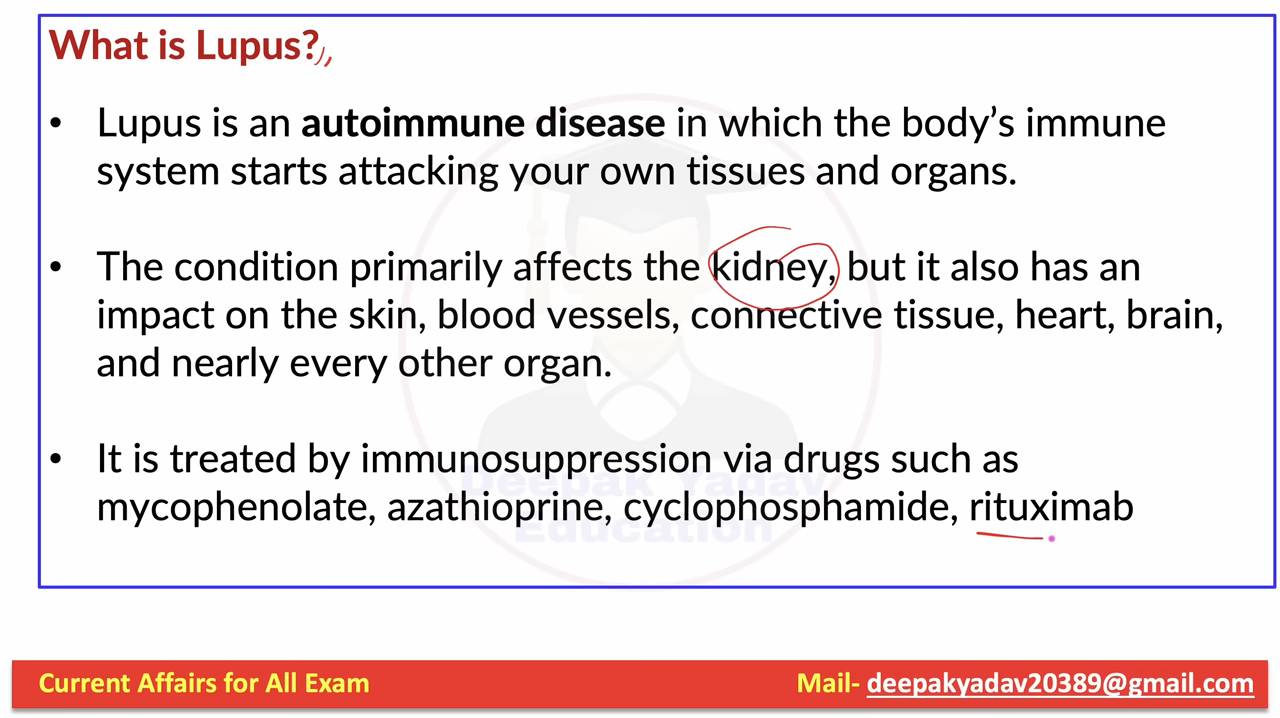 What is Lupus?
• Lupus is an autoimmune disease in which the body’s immune
system starts attacking your own tissues and organs.
• The condition primarily affects the kidney, but it also has an
impact on the skin, blood vessels, connective tissue, heart, brain,
and nearly every other organ.
• It is treated by immunosuppression via drugs such as
mycophenolate, azathioprine, cyclophosphamide, rituximab
Deepak Yadav
Education
Current Affairs for All Exam
Mail- deepakyadav20389@gmail.com